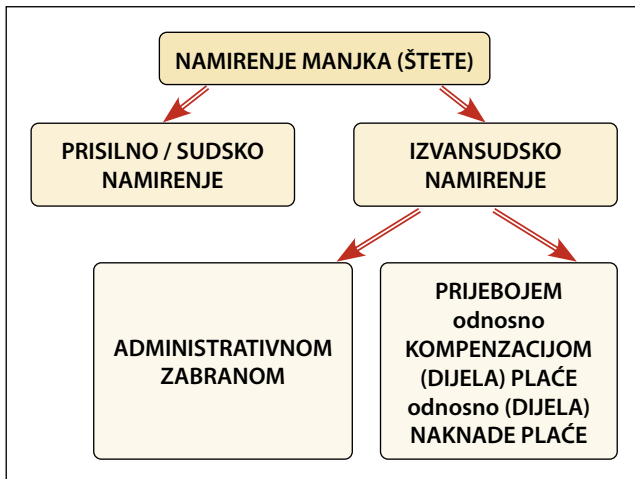 NAMIRENJE MANJKA (ŠTETE)
PRISILNO / SUDSKO
NAMIRENJE
IZVANSUDSKO
NAMIRENJE
ADMINISTRATIVNOM
ZABRANOM
PRIJEBOJEM
odnosno
KOMPENZACIJOM
(DIJELA) PLAĆE
odnosno (DIJELA)
NAKNADE PLAĆE